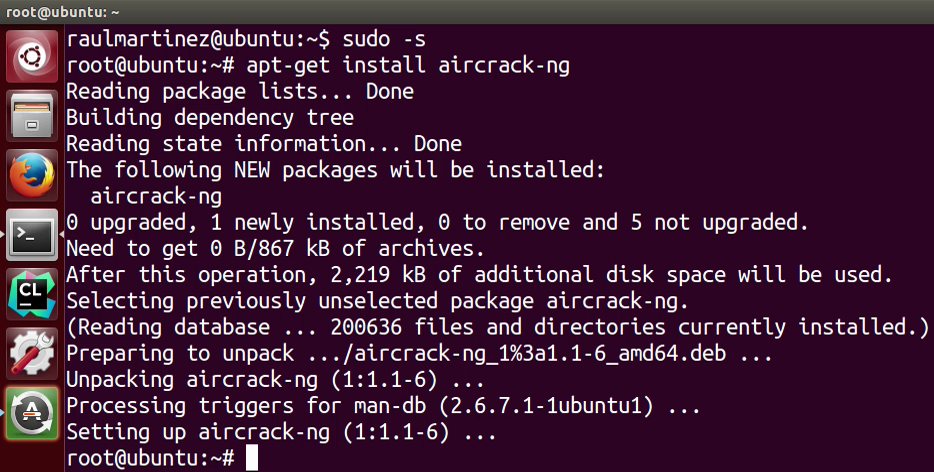 root@ubuntu: ~
raulmartinez@ubuntu:~$ sudo -s
root@ubuntu:~# apt-get install aircrack-ng
Reading package lists... Done
Building dependency tree
Reading state information... Done
The following NEW packages will be installed:
  aircrack-ng
0 upgraded, 1 newly installed, 0 to remove and 5 not upgraded.
Need to get 0 B/867 kB of archives.
After this operation, 2,219 kB of additional disk space will be used.
Selecting previously unselected package aircrack-ng.
(Reading database ... 200636 files and directories currently installed.)
Preparing to unpack .../aircrack-ng_1%3a1.1-6_amd64.deb ...
Unpacking aircrack-ng (1:1.1-6) ...
Processing triggers for man-db (2.6.7.1-1ubuntu1) ...
Setting up aircrack-ng (1:1.1-6) ...
root@ubuntu:~#
>_
CL
A